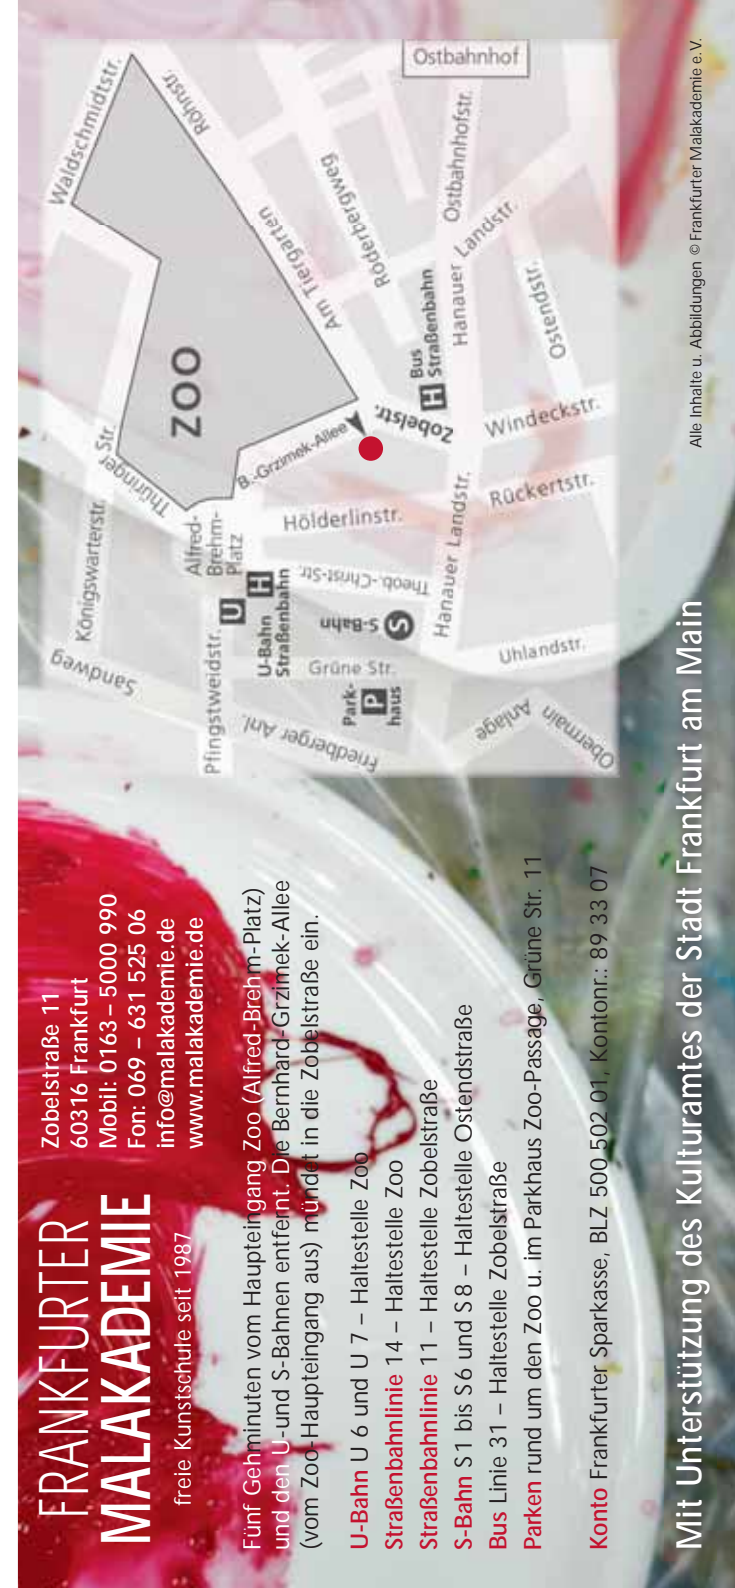 FRANKFURTER
MALAKADEMIE
freie Kunstschule seit 1987
Zobelstraße 11
60316 Frankfurt
Mobil: 0163 – 5000 990
Fon: 069 – 631 525 06
info@malakademie.de
www.malakademie.de
Fünf Gehminuten vom Haupteingang Zoo (Alfred-Brehm-Platz)
und den U-und S-Bahnen entfernt. Die Bernhard-Grzimek-Allee
(vom Zoo-Haupteingang aus) mündet in die Zobelstraße ein.
U-Bahn U 6 und U 7 – Haltestelle Zoo
Straßenbahnlinie 14 – Haltestelle Zoo
Straßenbahnlinie 11 – Haltestelle Zobelstraße
S-Bahn S1 bis S6 und S8 – Haltestelle Ostendstraße
Bus Linie 31 – Haltestelle Zobelstraße
Parken rund um den Zoo u. im Parkhaus Zoo-Passage, Grüne Str. 11
Konto Frankfurter Sparkasse, BLZ 500 502 01, Kontonr.: 89 33 07
Mit Unterstützung des Kulturamtes der Stadt Frankfurt am Main
Waldschmidtstr.
Rhönstr.
Ostbahnhof
ZOO
Am Tiergarten
Röderbergweg
Ostbahnhofstr.
Hanauer Landstr.
Bus
Straßenbahn
H
Ostendstr.
Thüringer Str.
B.-Grzimek-Allee
Zobelstr.
Windeckstr.
Königswarterstr.
Alfred-
Brehm-
Platz
Hölderlinstr.
Rückertstr.
Sandweg
Pfingstweidstr.
U H
U-Bahn
Straßenbahn
Theob.-Christ-Str.
S-Bahn
S
Hanauer Landstr.
Grüne Str.
Uhlandstr.
Park-
P
haus
Friedberger Anl.
Obermain
Anlage
Alle Inhalte u. Abbildungen © Frankfurter Malakademie e.V.